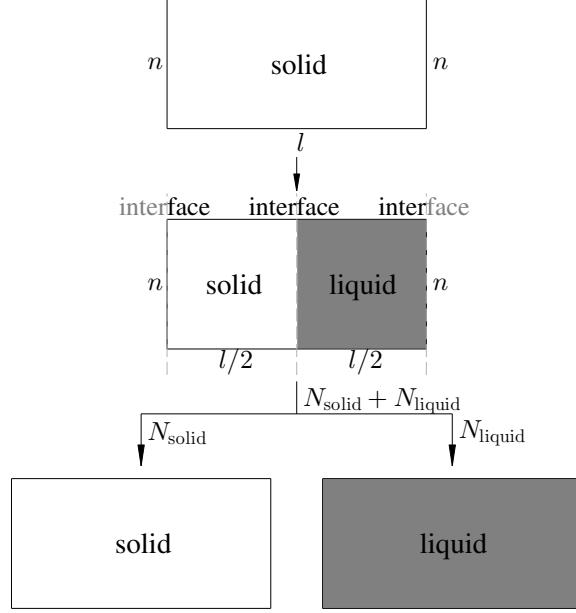 n solid n
l
interface interface interface
n solid liquid n
l/2 l/2
N_solid + N_liquid
N_solid N_liquid
solid liquid